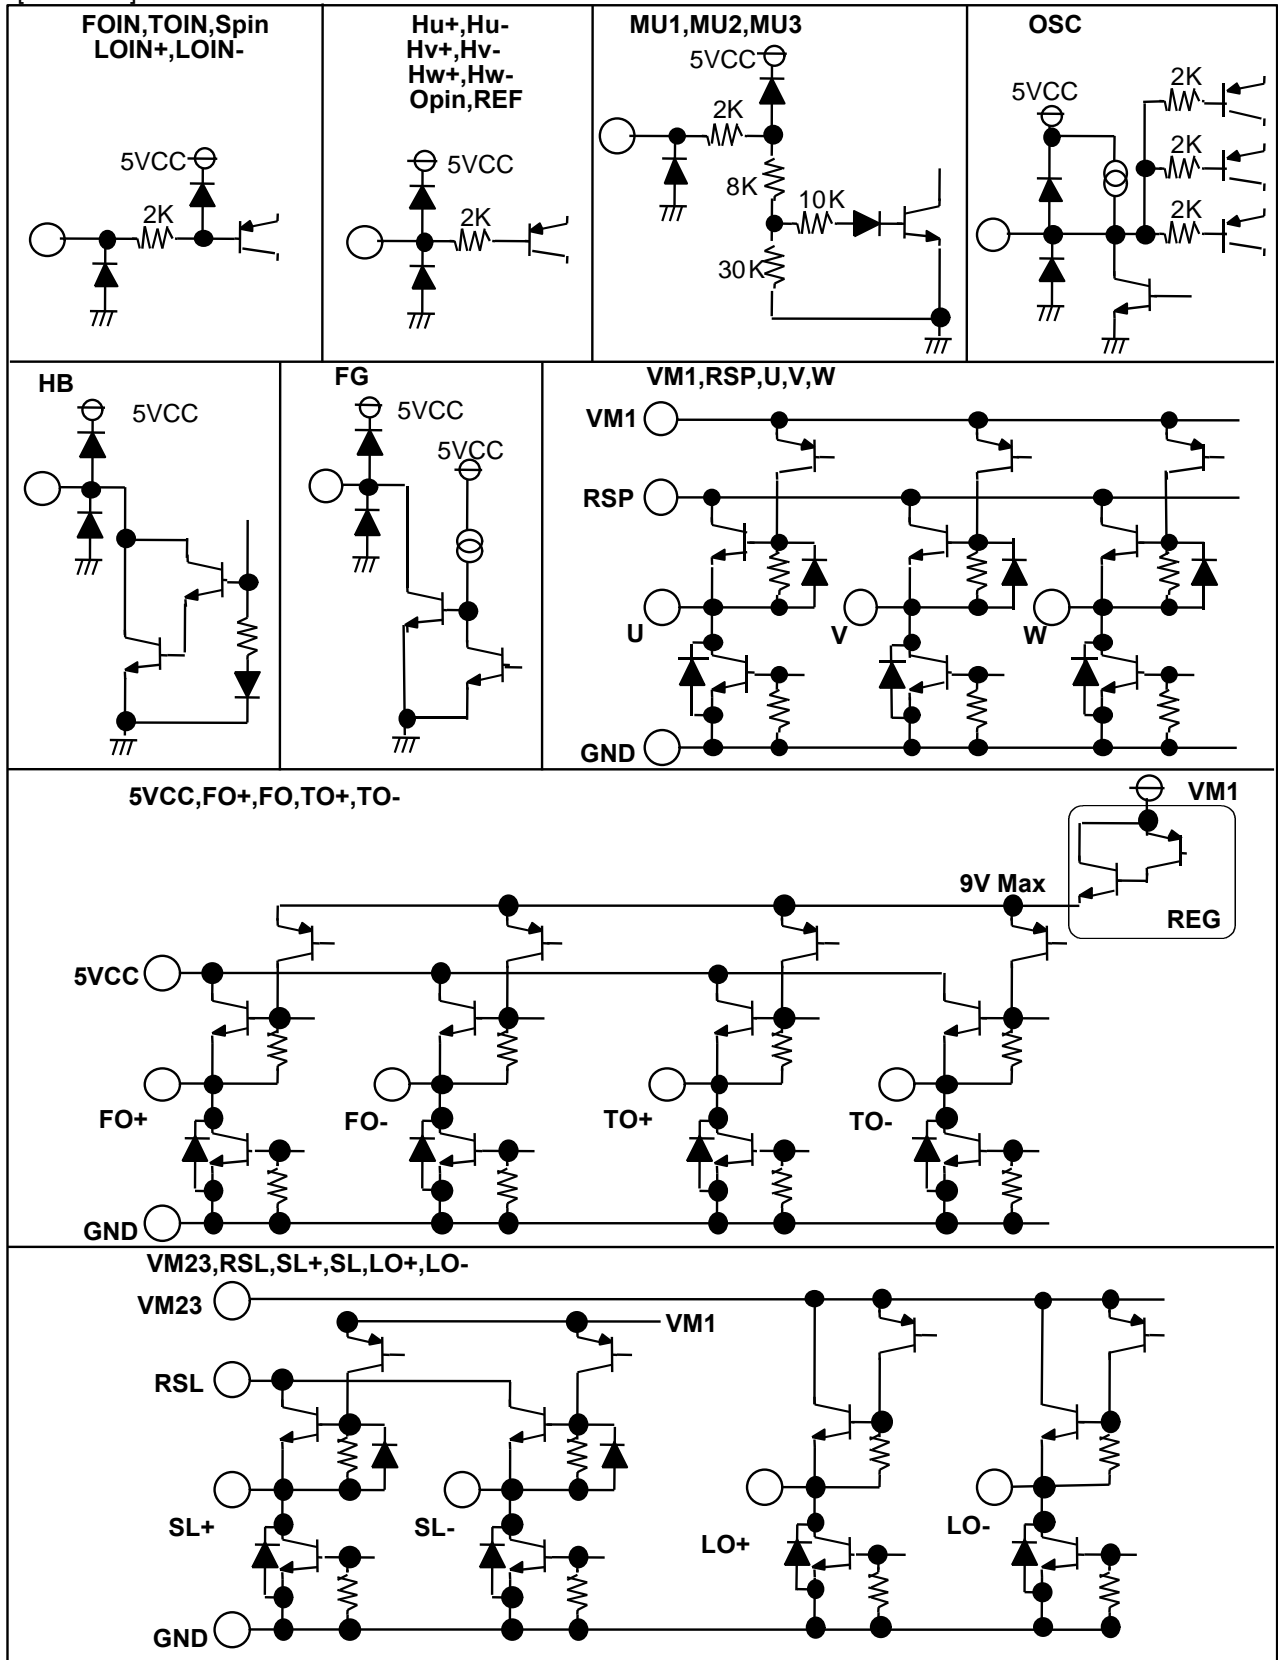 FOIN,TOIN,Spin
LOIN+,LOIN-
5VCC
2K
Hu+,Hu-
Hv+,Hv-
Hw+,Hw-
Opin,REF
5VCC
2K
MU1,MU2,MU3
5VCC
2K
8K
10K
30K
OSC
5VCC
2K
2K
2K
HB
5VCC
FG
5VCC
5VCC
VM1,RSP,U,V,W
VM1
RSP
U
V
W
GND
5VCC,FO+,FO,TO+,TO-
VM1
9V Max
REG
5VCC
FO+
FO-
TO+
TO-
GND
VM23,RSL,SL+,SL,LO+,LO-
VM23
VM1
RSL
SL+
SL-
LO+
LO-
GND